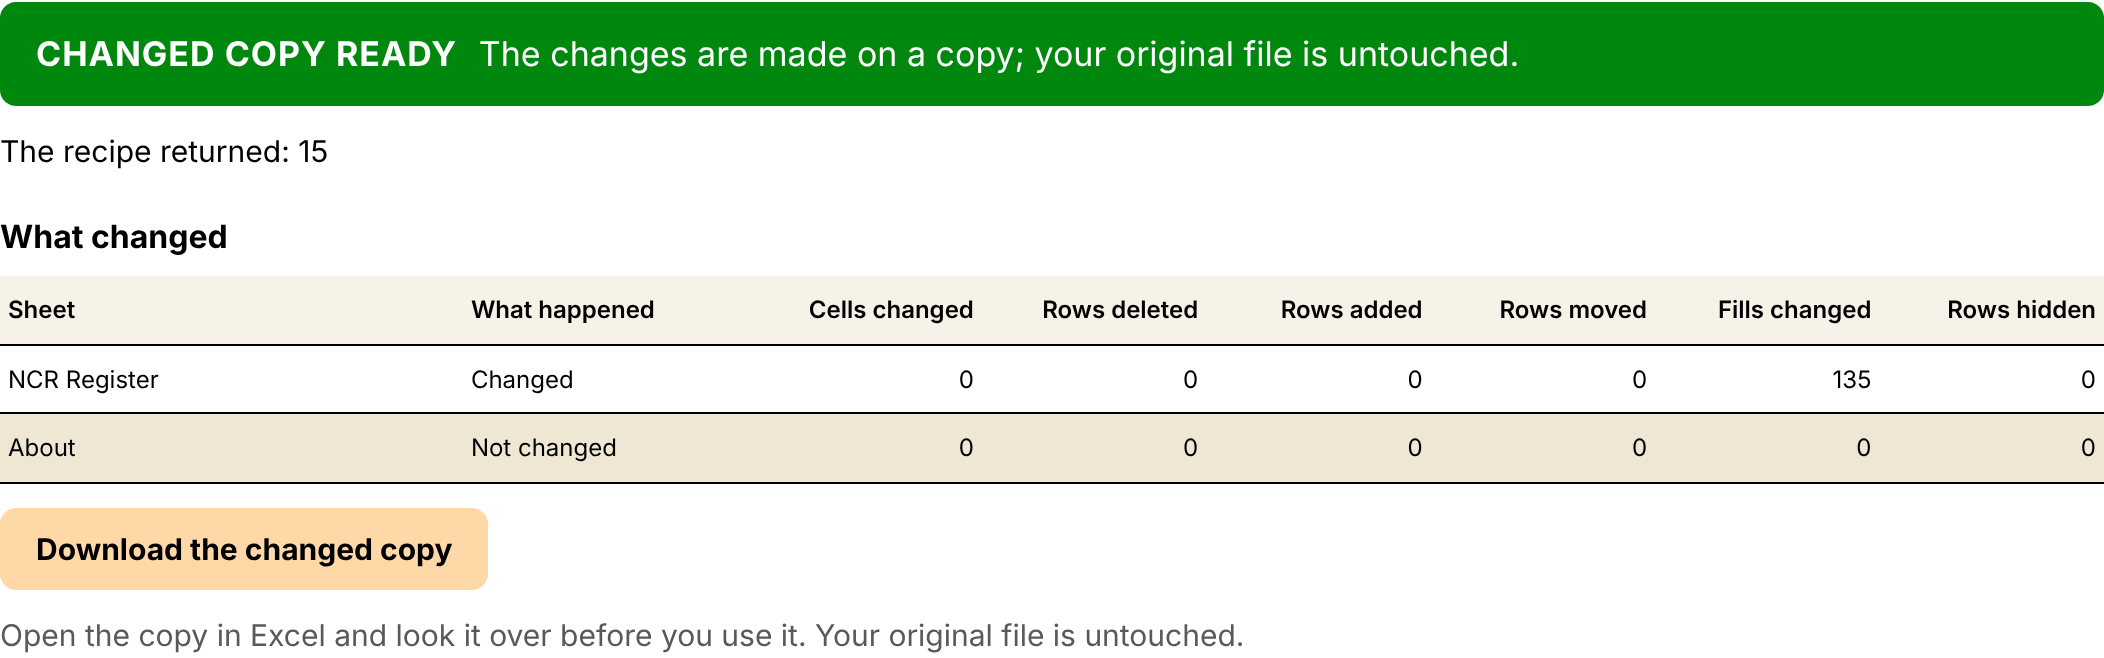 CHANGED COPY READY The changes are made on a copy; your original file is untouched.
The recipe returned: 15
What changed
Sheet What happened Cells changed Rows deleted Rows added Rows moved Fills changed Rows hidden
NCR Register Changed 0 0 0 0 135 0
About Not changed 0 0 0 0 0 0
Download the changed copy
Open the copy in Excel and look it over before you use it. Your original file is untouched.